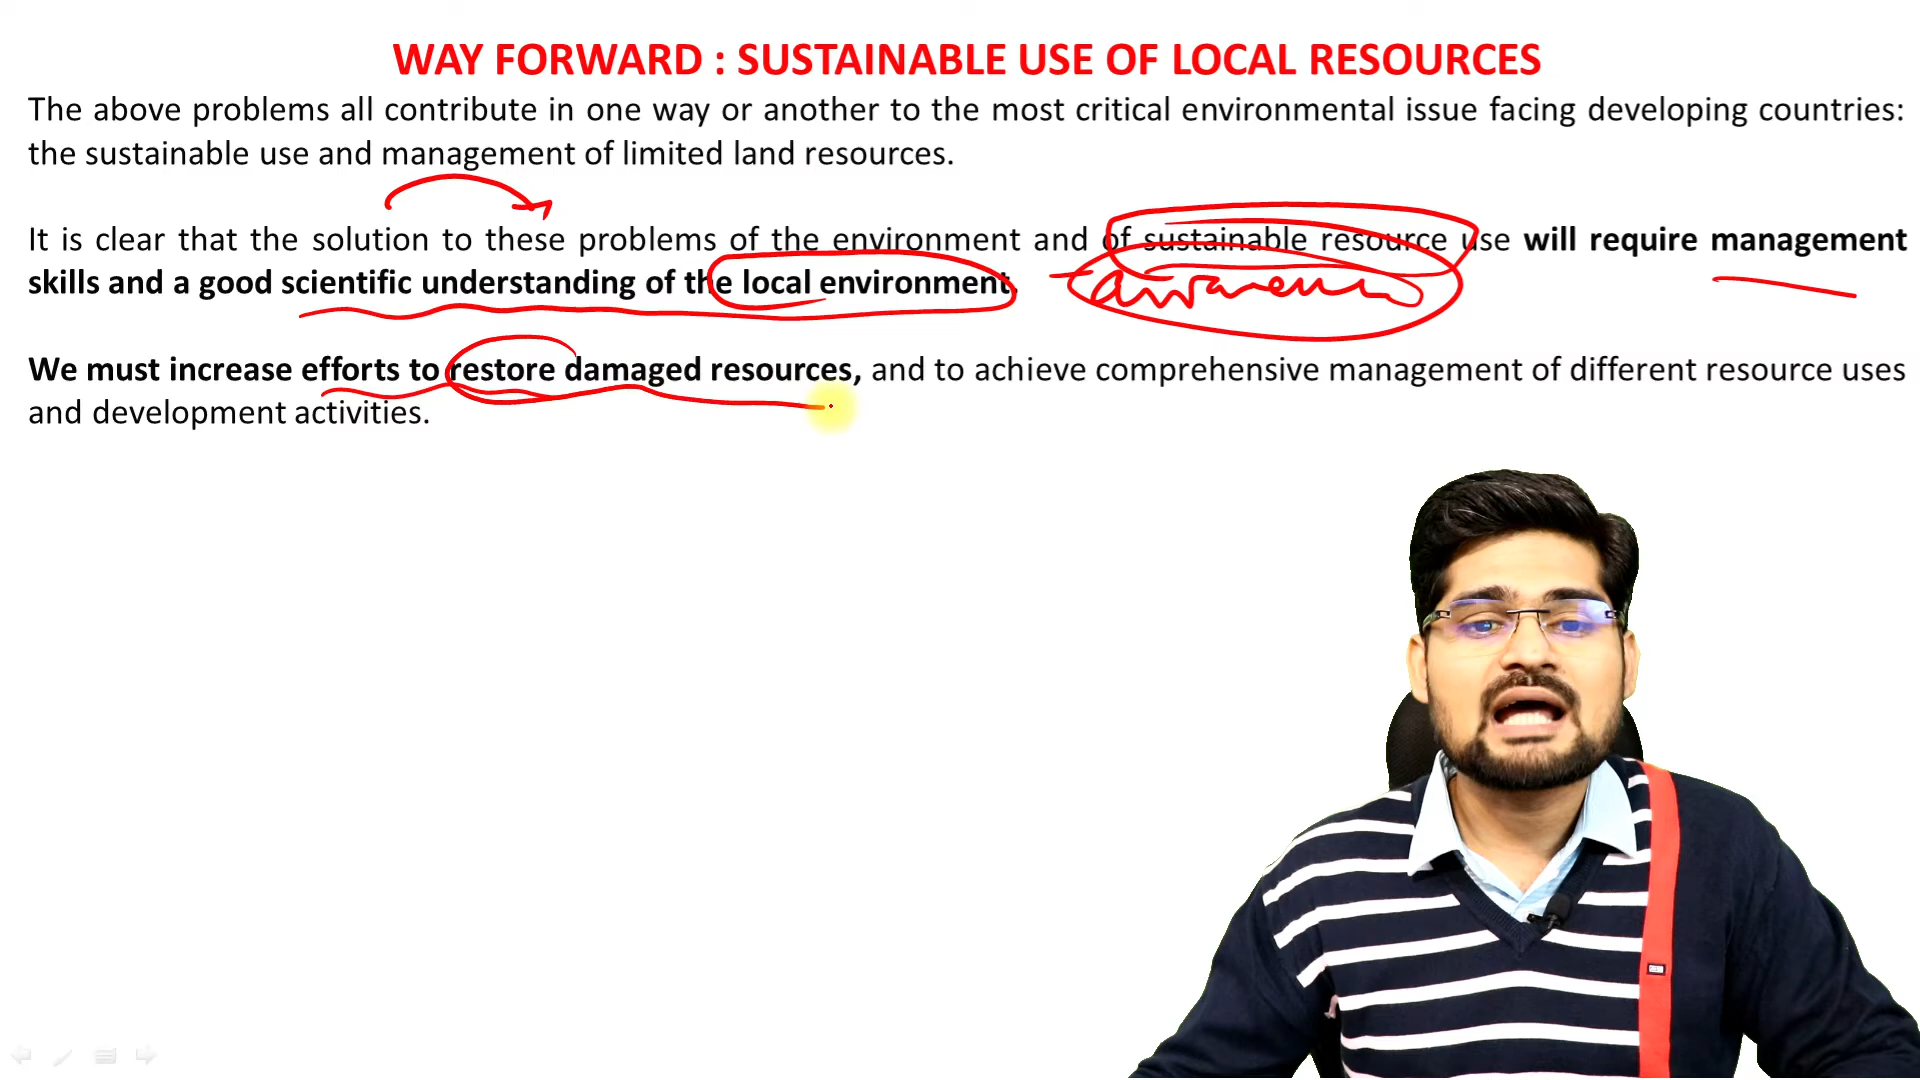 WAY FORWARD : SUSTAINABLE USE OF LOCAL RESOURCES
The above problems all contribute in one way or another to the most critical environmental issue facing developing countries:
the sustainable use and management of limited land resources.
It is clear that the solution to these problems of the environment and of sustainable resource use will require management
skills and a good scientific understanding of the local environment.
We must increase efforts to restore damaged resources, and to achieve comprehensive management of different resource uses
and development activities.